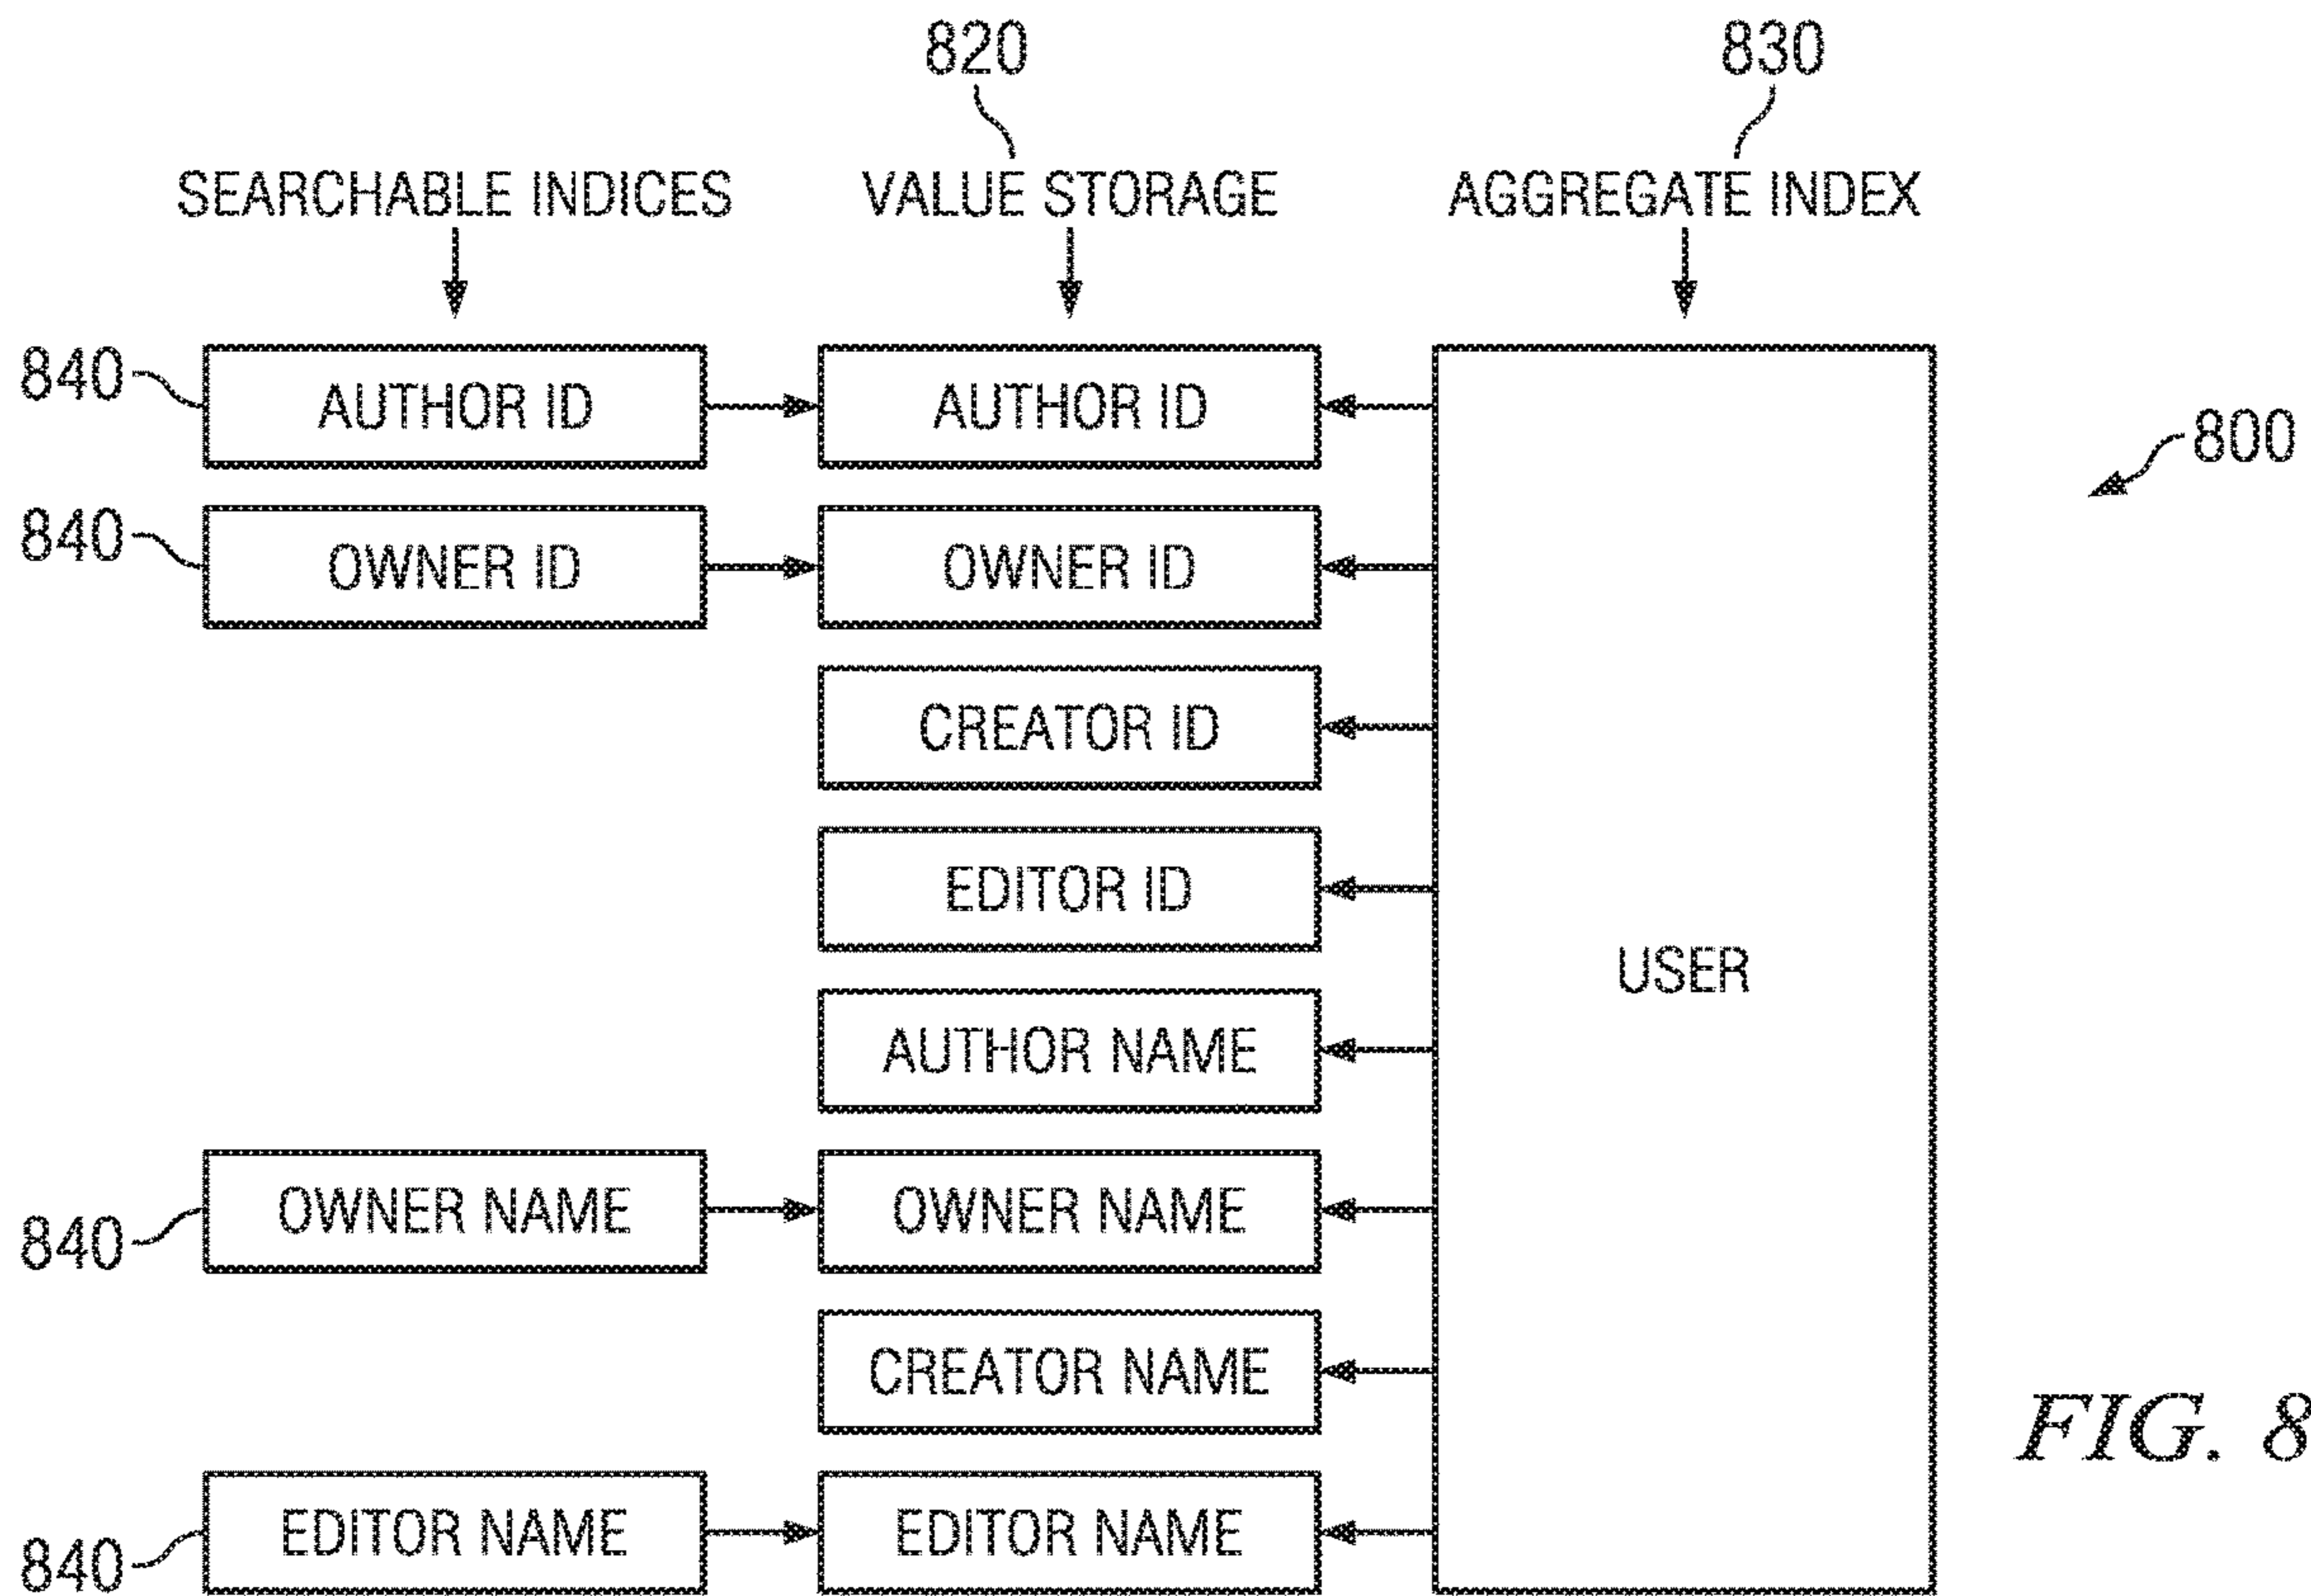 820 830
SEARCHABLE INDICES VALUE STORAGE AGGREGATE INDEX
840 AUTHOR ID AUTHOR ID
800
840 OWNER ID OWNER ID
CREATOR ID
EDITOR ID
USER
AUTHOR NAME
840 OWNER NAME OWNER NAME
CREATOR NAME
FIG. 8
840 EDITOR NAME EDITOR NAME